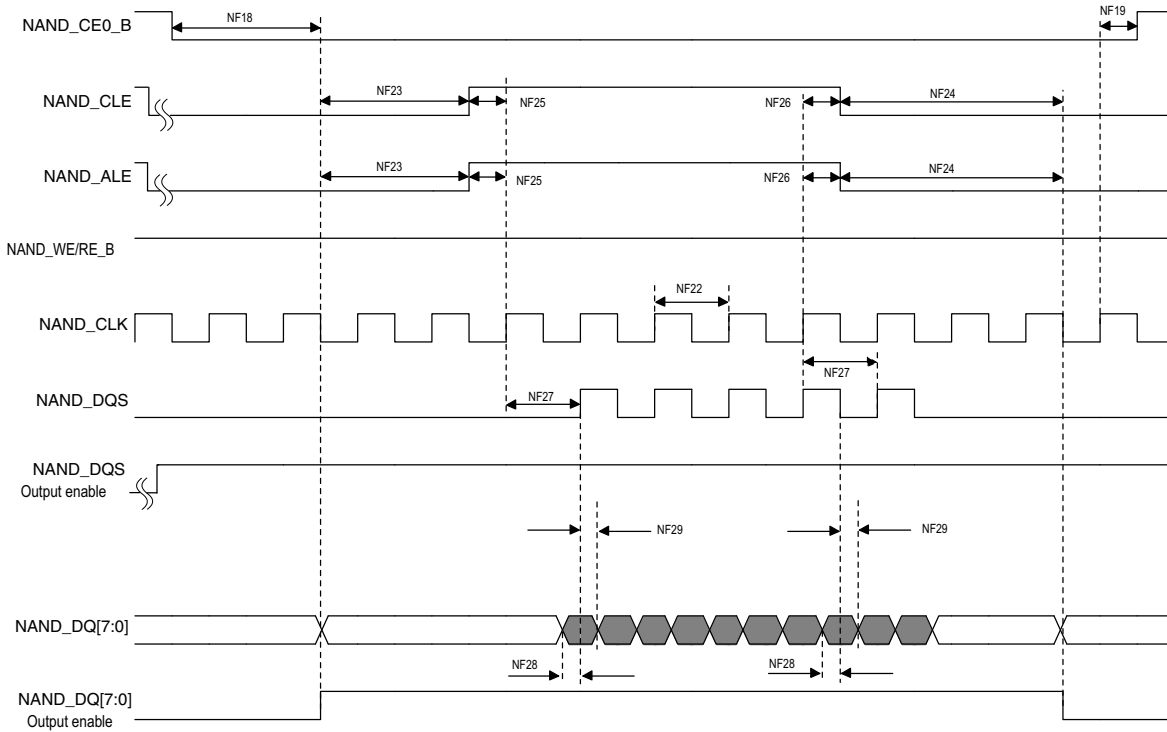 NAND_CE0_B
NF18
NF19
NAND_CLE
NF23
NF25
NF26
NF24
NAND_ALE
NF23
NF25
NF26
NF24
NAND_WE/RE_B
NF22
NAND_CLK
NF27
NAND_DQS
NF27
NAND_DQS
Output enable
NF29
NF29
NAND_DQ[7:0]
NF28
NF28
NAND_DQ[7:0]
Output enable